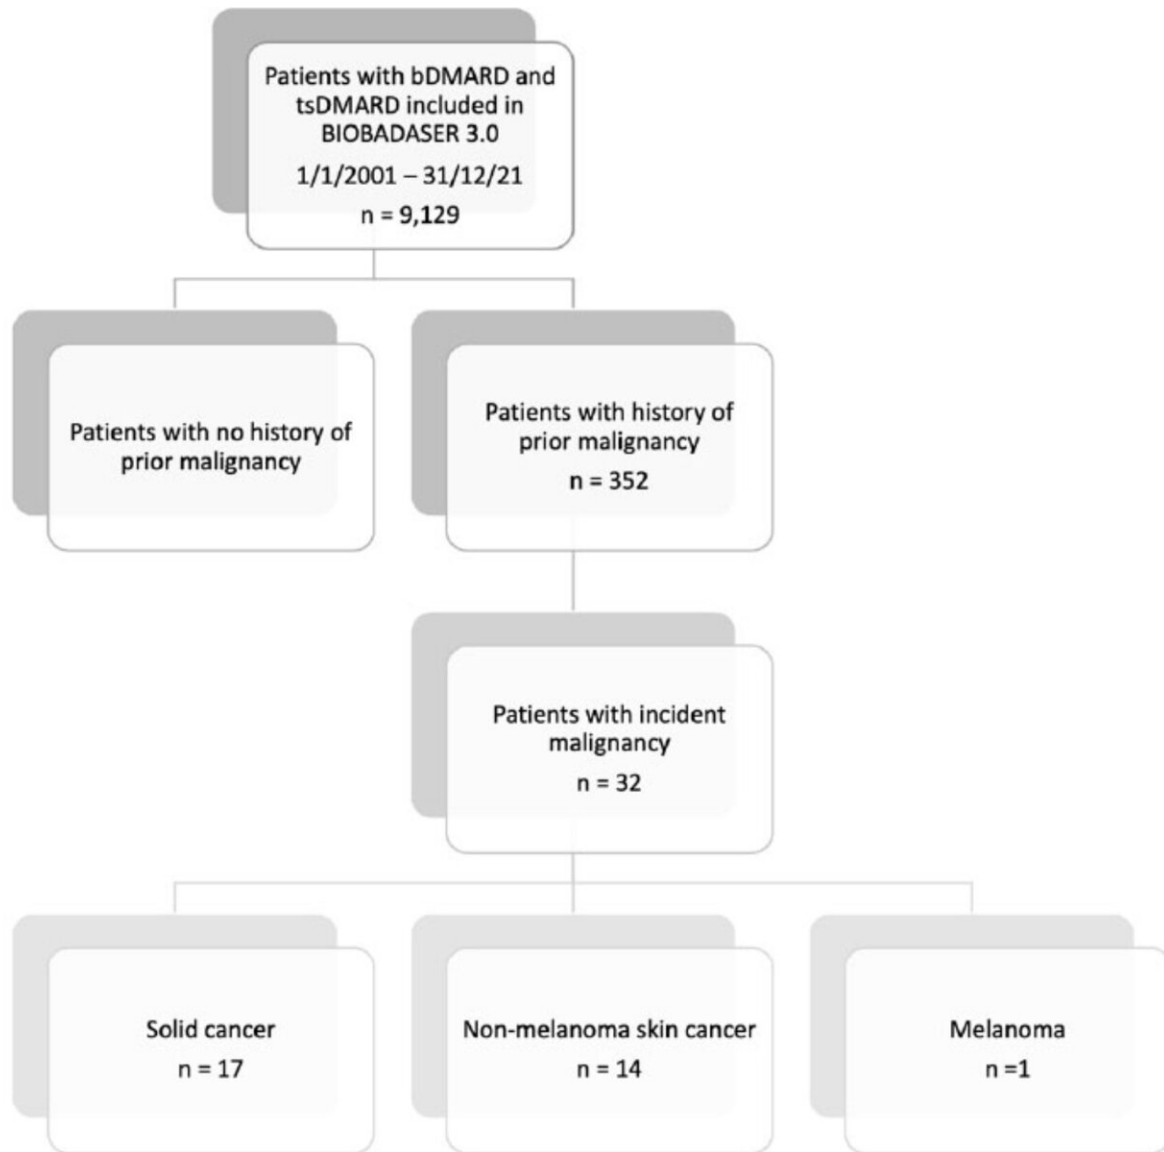 Patients with bDMARD and
tsDMARD included in
BIOBADASER 3.0
1/1/2001 – 31/12/21
n = 9,129
Patients with no history of
prior malignancy
Patients with history of
prior malignancy
n = 352
Patients with incident
malignancy
n = 32
Solid cancer
n = 17
Non-melanoma skin cancer
n = 14
Melanoma
n =1